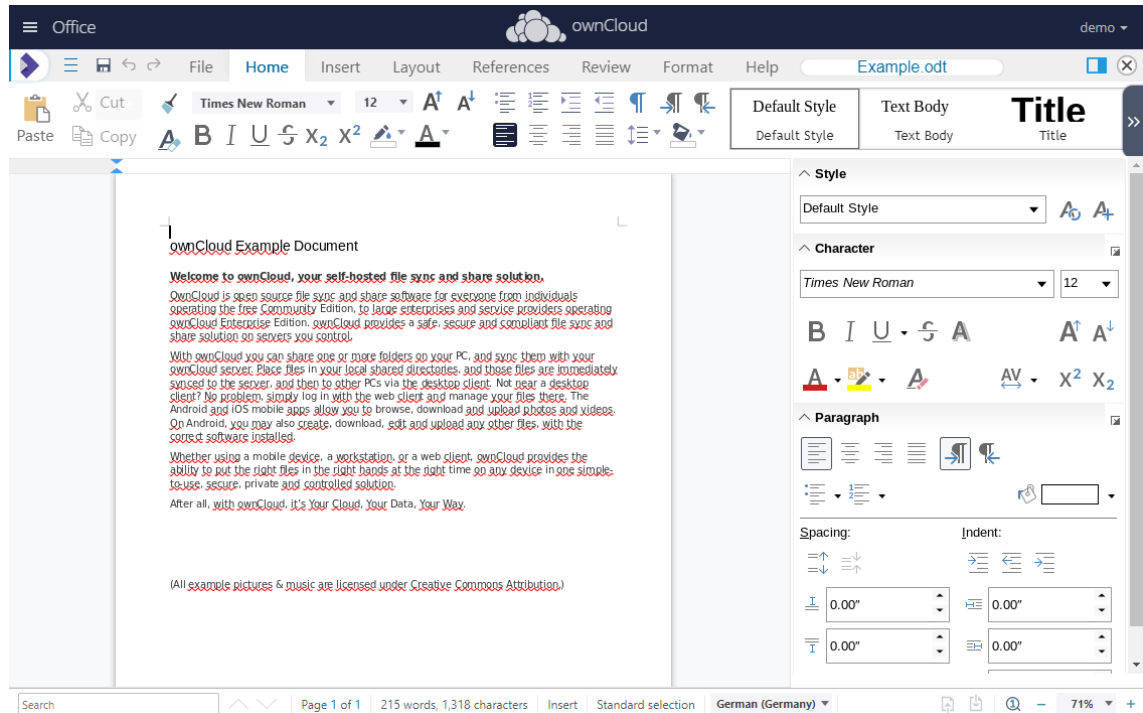 Office
ownCloud
demo
File Home Insert Layout References Review Format Help Example.odt
Paste
Cut
Copy
Times New Roman 12
Default Style Text Body Title
Default Style Text Body Title
ownCloud Example Document
Welcome to ownCloud, your self-hosted file sync and share solution.
OwnCloud is open source file sync and share software for everyone from individuals
operating the free Community Edition, to large enterprises and service providers operating
ownCloud Enterprise Edition. ownCloud provides a safe, secure and compliant file sync and
share solution on servers you control.
With ownCloud you can share one or more folders on your PC, and sync them with your
ownCloud server. Place files in your local shared directories, and those files are immediately
synced to the server, and then to other PCs via the desktop client. Not near a desktop
client? No problem, simply log in with the web client and manage your files there. The
Android and iOS mobile apps allow you to browse, download and upload photos and videos.
On Android, you may also create, download, edit and upload any other files, with the
correct software installed.
Whether using a mobile device, a workstation, or a web client, ownCloud provides the
ability to put the right files in the right hands at the right time on any device in one simple-
to-use, secure, private and controlled solution.
After all, with ownCloud, it's Your Cloud, Your Data, Your Way.
(All example pictures & music are licensed under Creative Commons Attribution.)
Style
Default Style
Character
Times New Roman 12
Paragraph
Spacing: Indent:
0.00" 0.00"
0.00" 0.00"
Search Page 1 of 1 215 words, 1,318 characters Insert Standard selection German (Germany) 71%